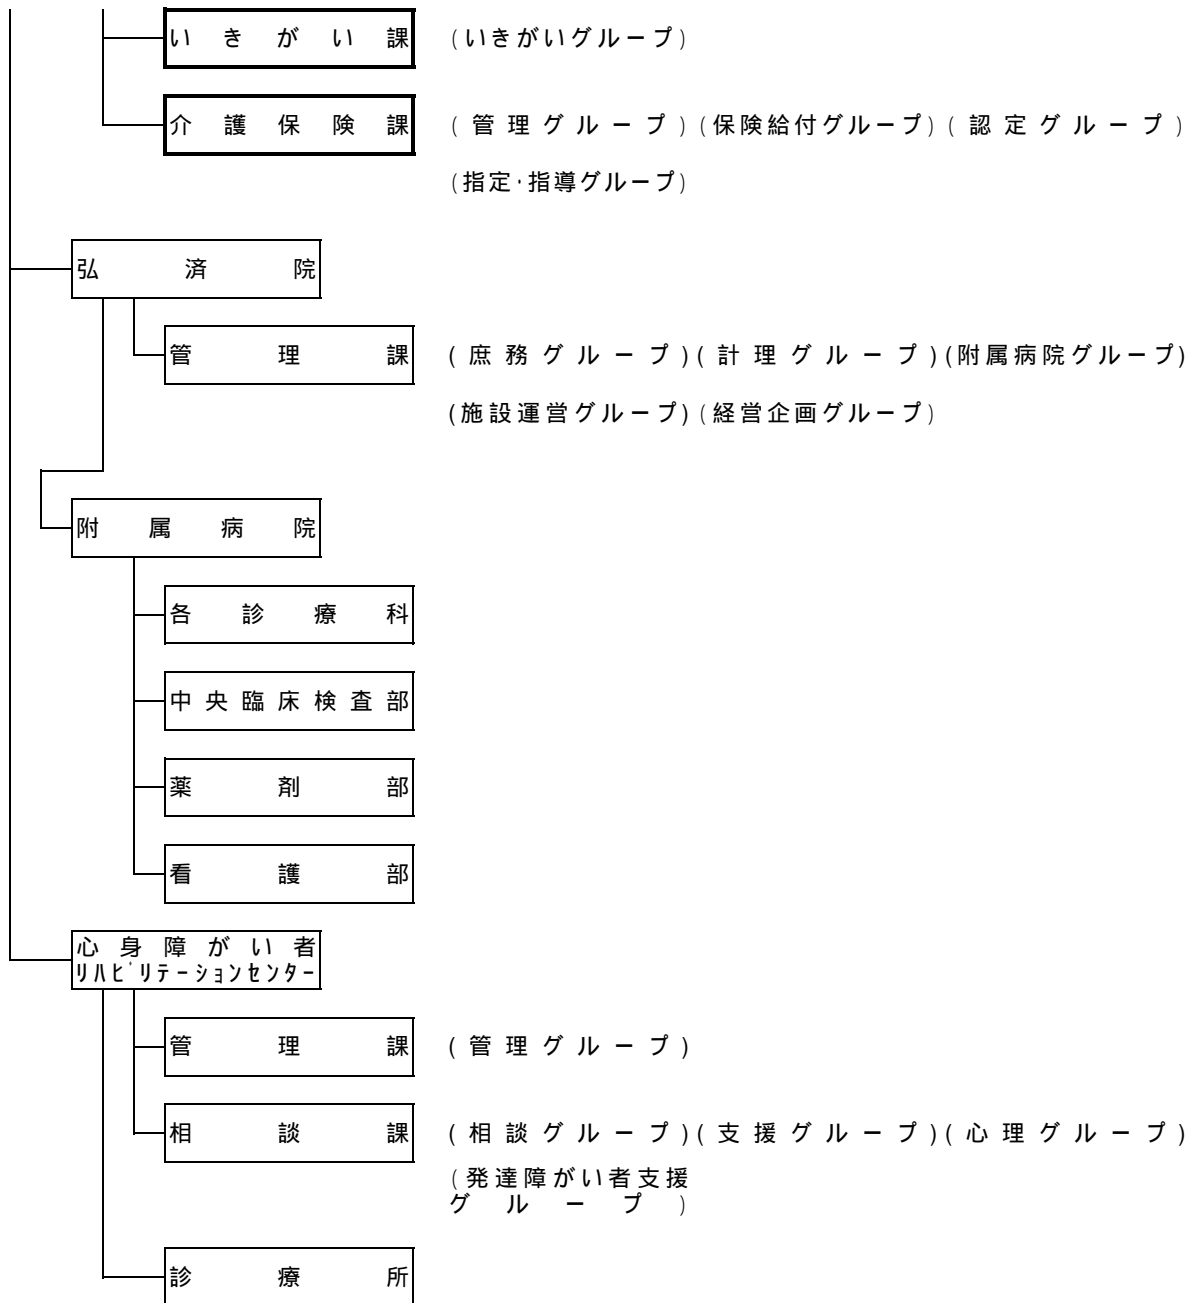 いきがい課 (いきがいグループ)
介護保険課 (管理グループ)(保険給付グループ)(認定グループ)
(指定・指導グループ)
弘済院
管理課 (庶務グループ)(計理グループ)(附属病院グループ)
(施設運営グループ)(経営企画グループ)
附属病院
各診療科
中央臨床検査部
薬剤部
看護部
心身障がい者
リハビリテーションセンター
管理課 (管理グループ)
相談課 (相談グループ)(支援グループ)(心理グループ)
(発達障がい者支援
グループ)
診療所